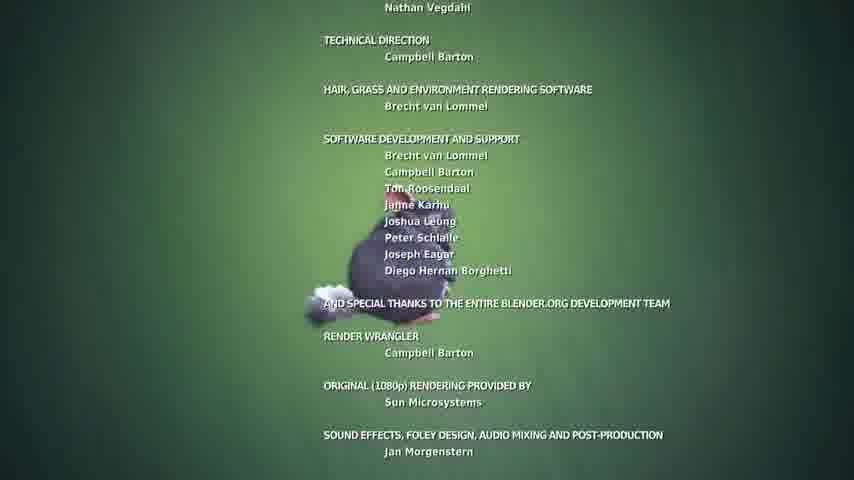 Nathan Vegdahl
TECHNICAL DIRECTION
Campbell Barton
HAIR, GRASS AND ENVIRONMENT RENDERING SOFTWARE
Brecht van Lommel
SOFTWARE DEVELOPMENT AND SUPPORT
Brecht van Lommel
Campbell Barton
Ton Roosendaal
Janne Karhu
Joshua Leung
Peter Schlaile
Joseph Eagar
Diego Hernan Borghetti
AND SPECIAL THANKS TO THE ENTIRE BLENDER.ORG DEVELOPMENT TEAM
RENDER WRANGLER
Campbell Barton
ORIGINAL (1080p) RENDERING PROVIDED BY
Sun Microsystems
SOUND EFFECTS, FOLEY DESIGN, AUDIO MIXING AND POST-PRODUCTION
Jan Morgenstern